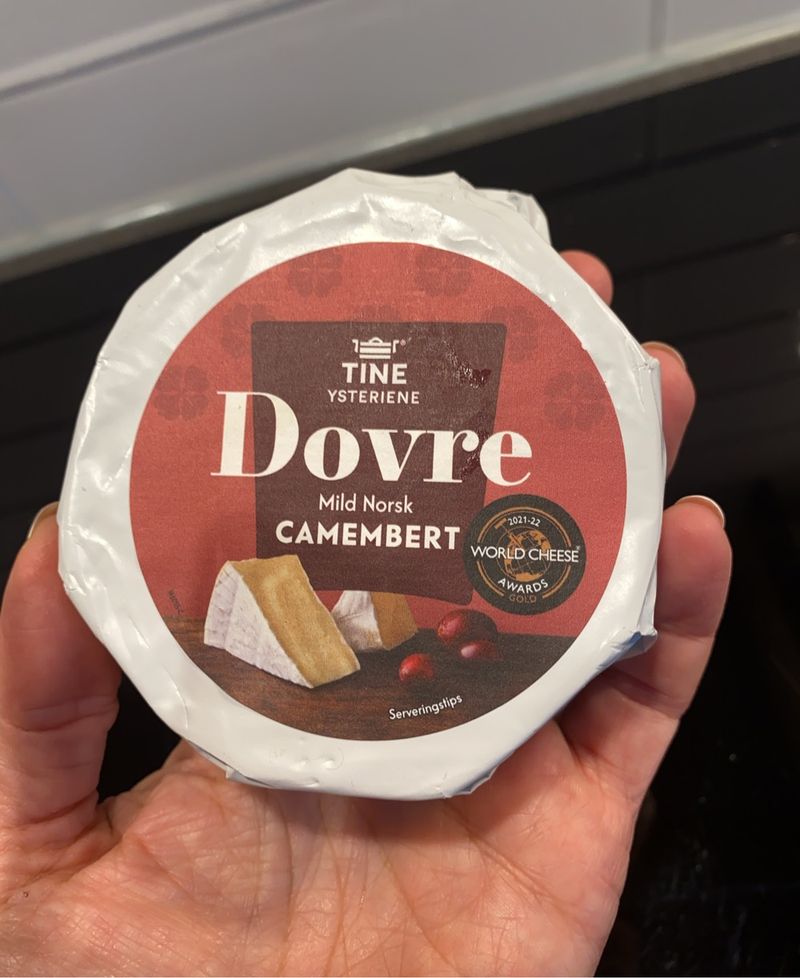 TINE
YSTERIENE
Dovre
Mild Norsk
CAMEMBERT
2021-22
WORLD CHEESE
AWARDS
GOLD
Serveringstips